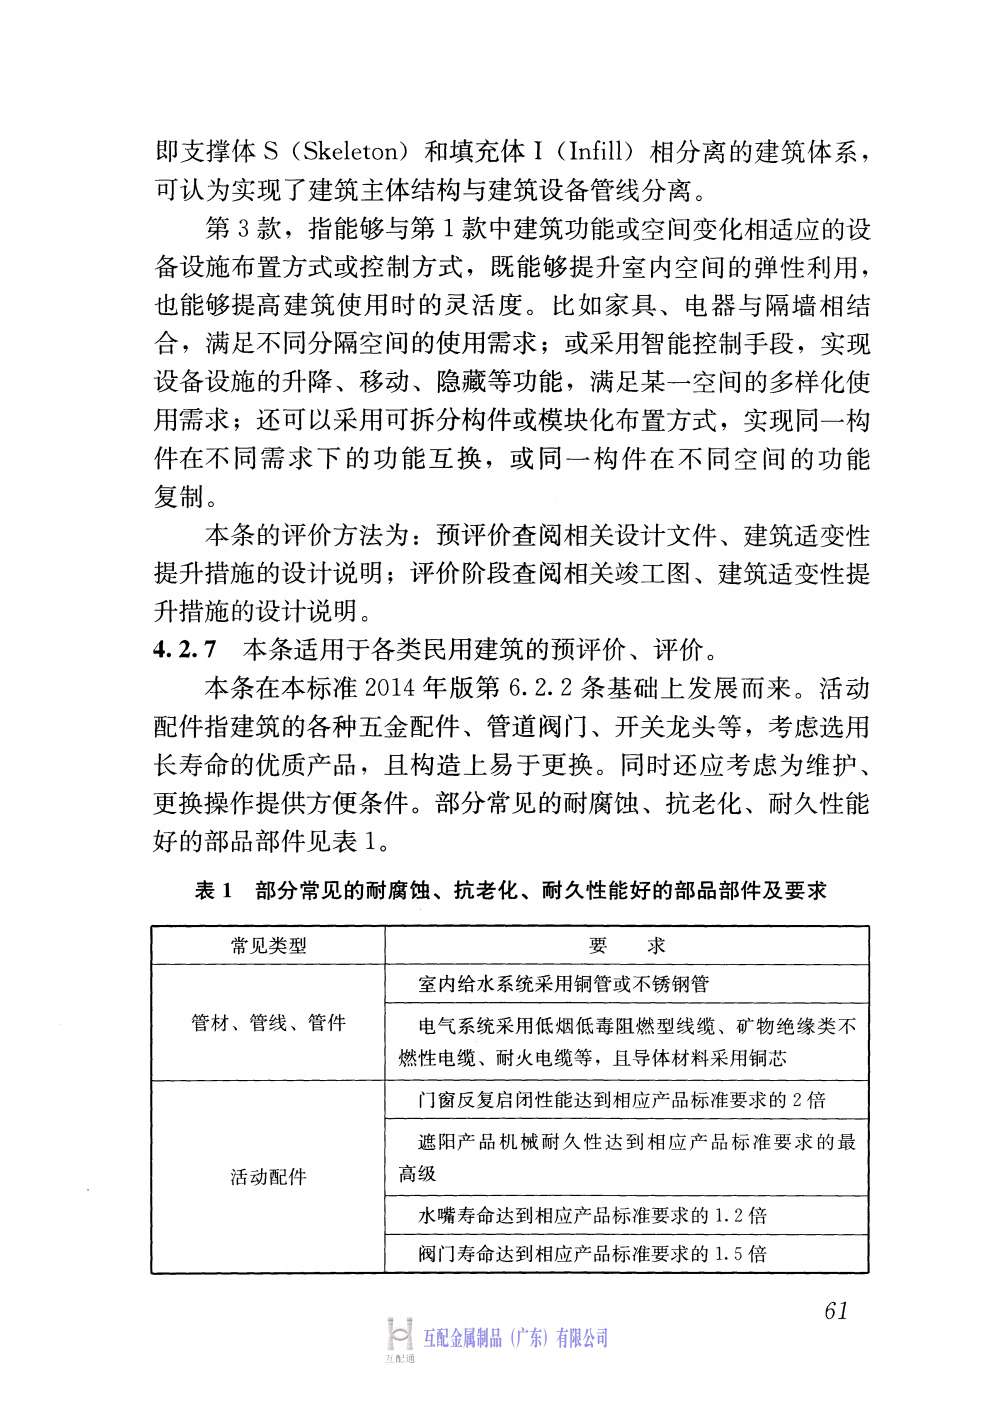 即支撑体 S（Skeleton）和填充体 I（Infill）相分离的建筑体系，
可认为实现了建筑主体结构与建筑设备管线分离。
第 3 款，指能够与第 1 款中建筑功能或空间变化相适应的设
备设施布置方式或控制方式，既能够提升室内空间的弹性利用，
也能够提高建筑使用时的灵活度。比如家具、电器与隔墙相结
合，满足不同分隔空间的使用需求；或采用智能控制手段，实现
设备设施的升降、移动、隐藏等功能，满足某一空间的多样化使
用需求；还可以采用可拆分构件或模块化布置方式，实现同一构
件在不同需求下的功能互换，或同一构件在不同空间的功能
复制。
本条的评价方法为：预评价查阅相关设计文件、建筑适变性
提升措施的设计说明；评价阶段查阅相关竣工图、建筑适变性提
升措施的设计说明。
4.2.7 本条适用于各类民用建筑的预评价、评价。
本条在本标准 2014 年版第 6.2.2 条基础上发展而来。活动
配件指建筑的各种五金配件、管道阀门、开关龙头等，考虑选用
长寿命的优质产品，且构造上易于更换。同时还应考虑为维护、
更换操作提供方便条件。部分常见的耐腐蚀、抗老化、耐久性能
好的部品部件见表 1。
表 1 部分常见的耐腐蚀、抗老化、耐久性能好的部品部件及要求
常见类型 要 求
室内给水系统采用铜管或不锈钢管
管材、管线、管件
电气系统采用低烟低毒阻燃型线缆、矿物绝缘类不
燃性电缆、耐火电缆等，且导体材料采用铜芯
门窗反复启闭性能达到相应产品标准要求的 2 倍
遮阳产品机械耐久性达到相应产品标准要求的最
高级
活动配件
水嘴寿命达到相应产品标准要求的 1.2 倍
阀门寿命达到相应产品标准要求的 1.5 倍
61
互配金属制品（广东）有限公司
互配通